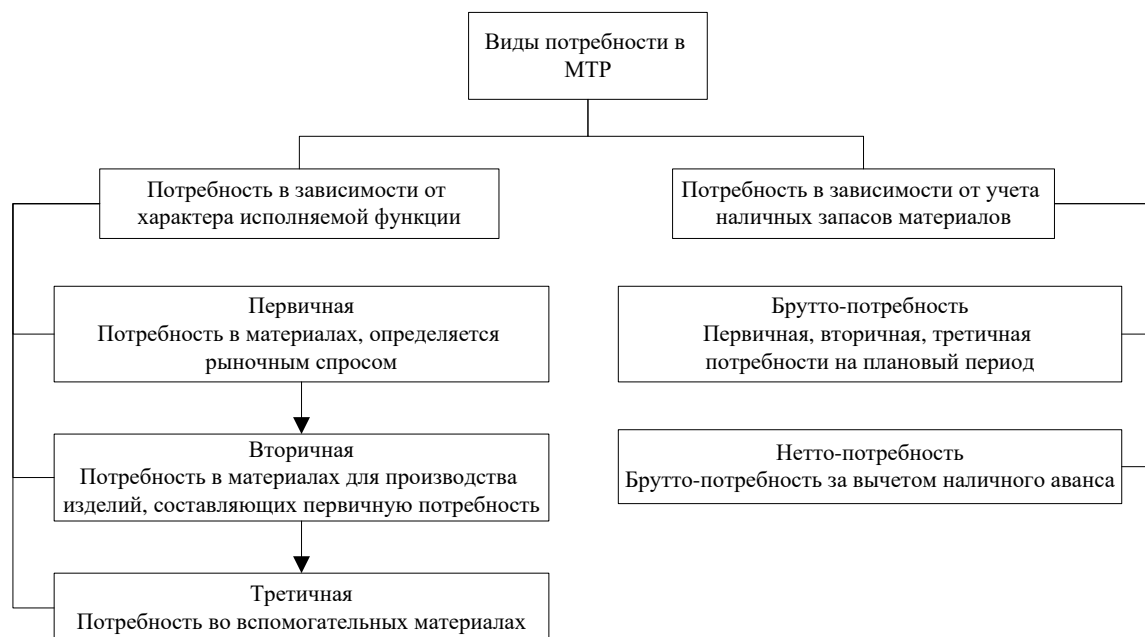 Виды потребности в
МТР
Потребность в зависимости от
характера исполняемой функции
Потребность в зависимости от учета
наличных запасов материалов
Первичная
Потребность в материалах, определяется
рыночным спросом
Брутто-потребность
Первичная, вторичная, третичная
потребности на плановый период
Вторичная
Потребность в материалах для производства
изделий, составляющих первичную потребность
Нетто-потребность
Брутто-потребность за вычетом наличного аванса
Третичная
Потребность во вспомогательных материалах